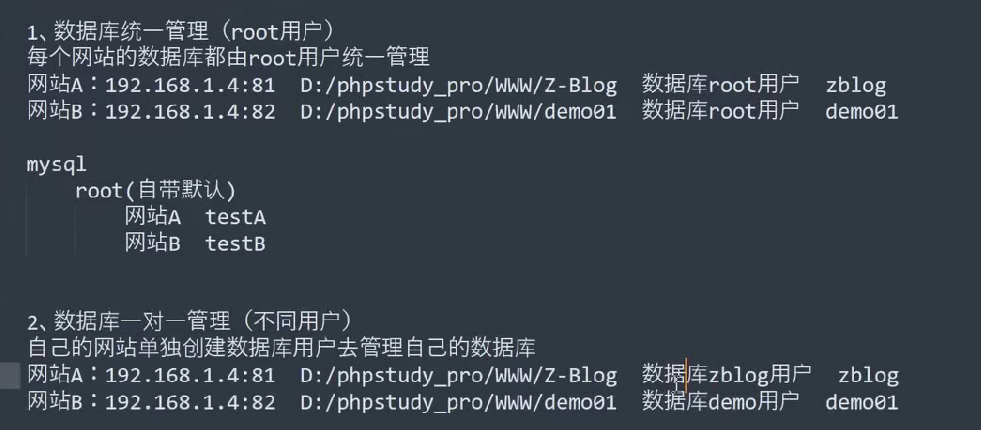 1、数据库统一管理（root用户）
每个网站的数据库都由root用户统一管理
网站A：192.168.1.4:81  D:/phpstudy_pro/WWW/Z-Blog  数据库root用户  zblog
网站B：192.168.1.4:82  D:/phpstudy_pro/WWW/demo01  数据库root用户  demo01
mysql
root(自带默认)
网站A  testA
网站B  testB
2、数据库一对一管理（不同用户）
自己的网站单独创建数据库用户去管理自己的数据库
网站A：192.168.1.4:81  D:/phpstudy_pro/WWW/Z-Blog  数据库zblog用户  zblog
网站B：192.168.1.4:82  D:/phpstudy_pro/WWW/demo01  数据库demo用户  demo01